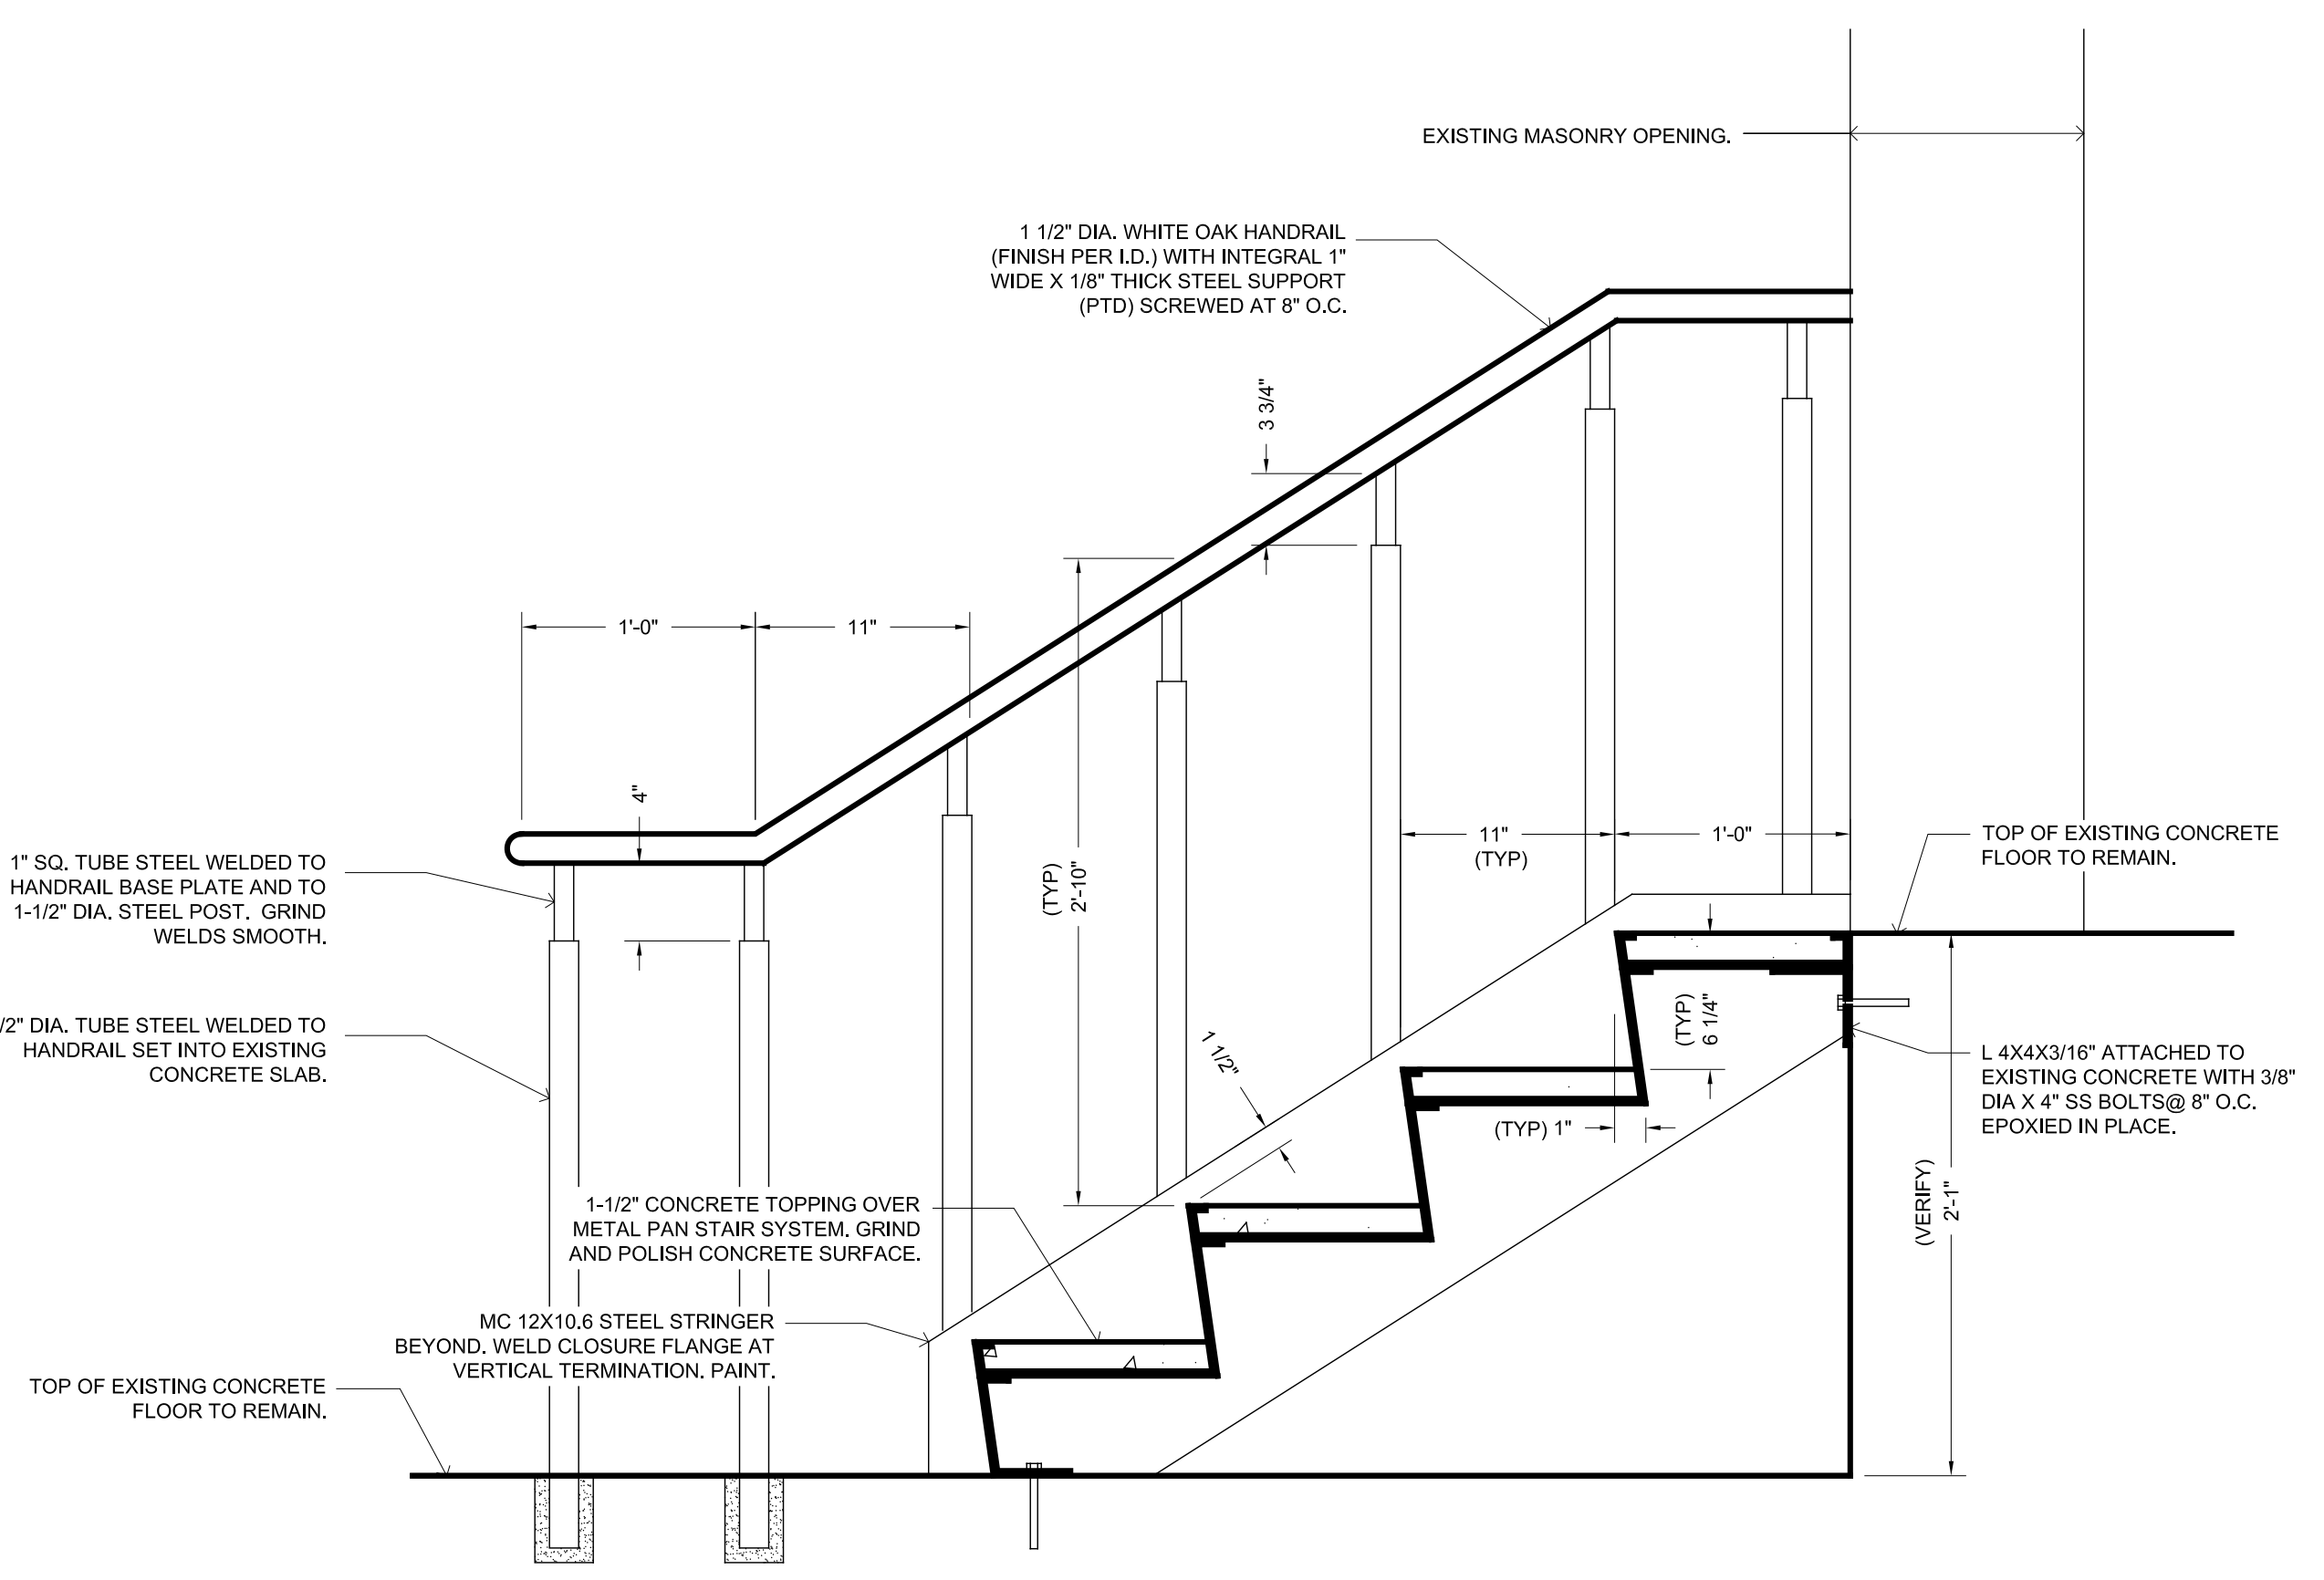 EXISTING MASONRY OPENING.
1 1/2" DIA. WHITE OAK HANDRAIL
(FINISH PER I.D.) WITH INTEGRAL 1"
WIDE X 1/8" THICK STEEL SUPPORT
(PTD) SCREWED AT 8" O.C.
3 3/4"
1'-0"
11"
4"
(TYP)
2'-10"
11"
(TYP)
1'-0"
TOP OF EXISTING CONCRETE
FLOOR TO REMAIN.
1" SQ. TUBE STEEL WELDED TO
HANDRAIL BASE PLATE AND TO
1-1/2" DIA. STEEL POST. GRIND
WELDS SMOOTH.
/2" DIA. TUBE STEEL WELDED TO
HANDRAIL SET INTO EXISTING
CONCRETE SLAB.
1 1/2"
(TYP)
6 1/4"
(TYP) 1"
L 4X4X3/16" ATTACHED TO
EXISTING CONCRETE WITH 3/8"
DIA X 4" SS BOLTS@ 8" O.C.
EPOXIED IN PLACE.
(VERIFY)
2'-1"
1-1/2" CONCRETE TOPPING OVER
METAL PAN STAIR SYSTEM. GRIND
AND POLISH CONCRETE SURFACE.
MC 12X10.6 STEEL STRINGER
BEYOND. WELD CLOSURE FLANGE AT
VERTICAL TERMINATION. PAINT.
TOP OF EXISTING CONCRETE
FLOOR TO REMAIN.